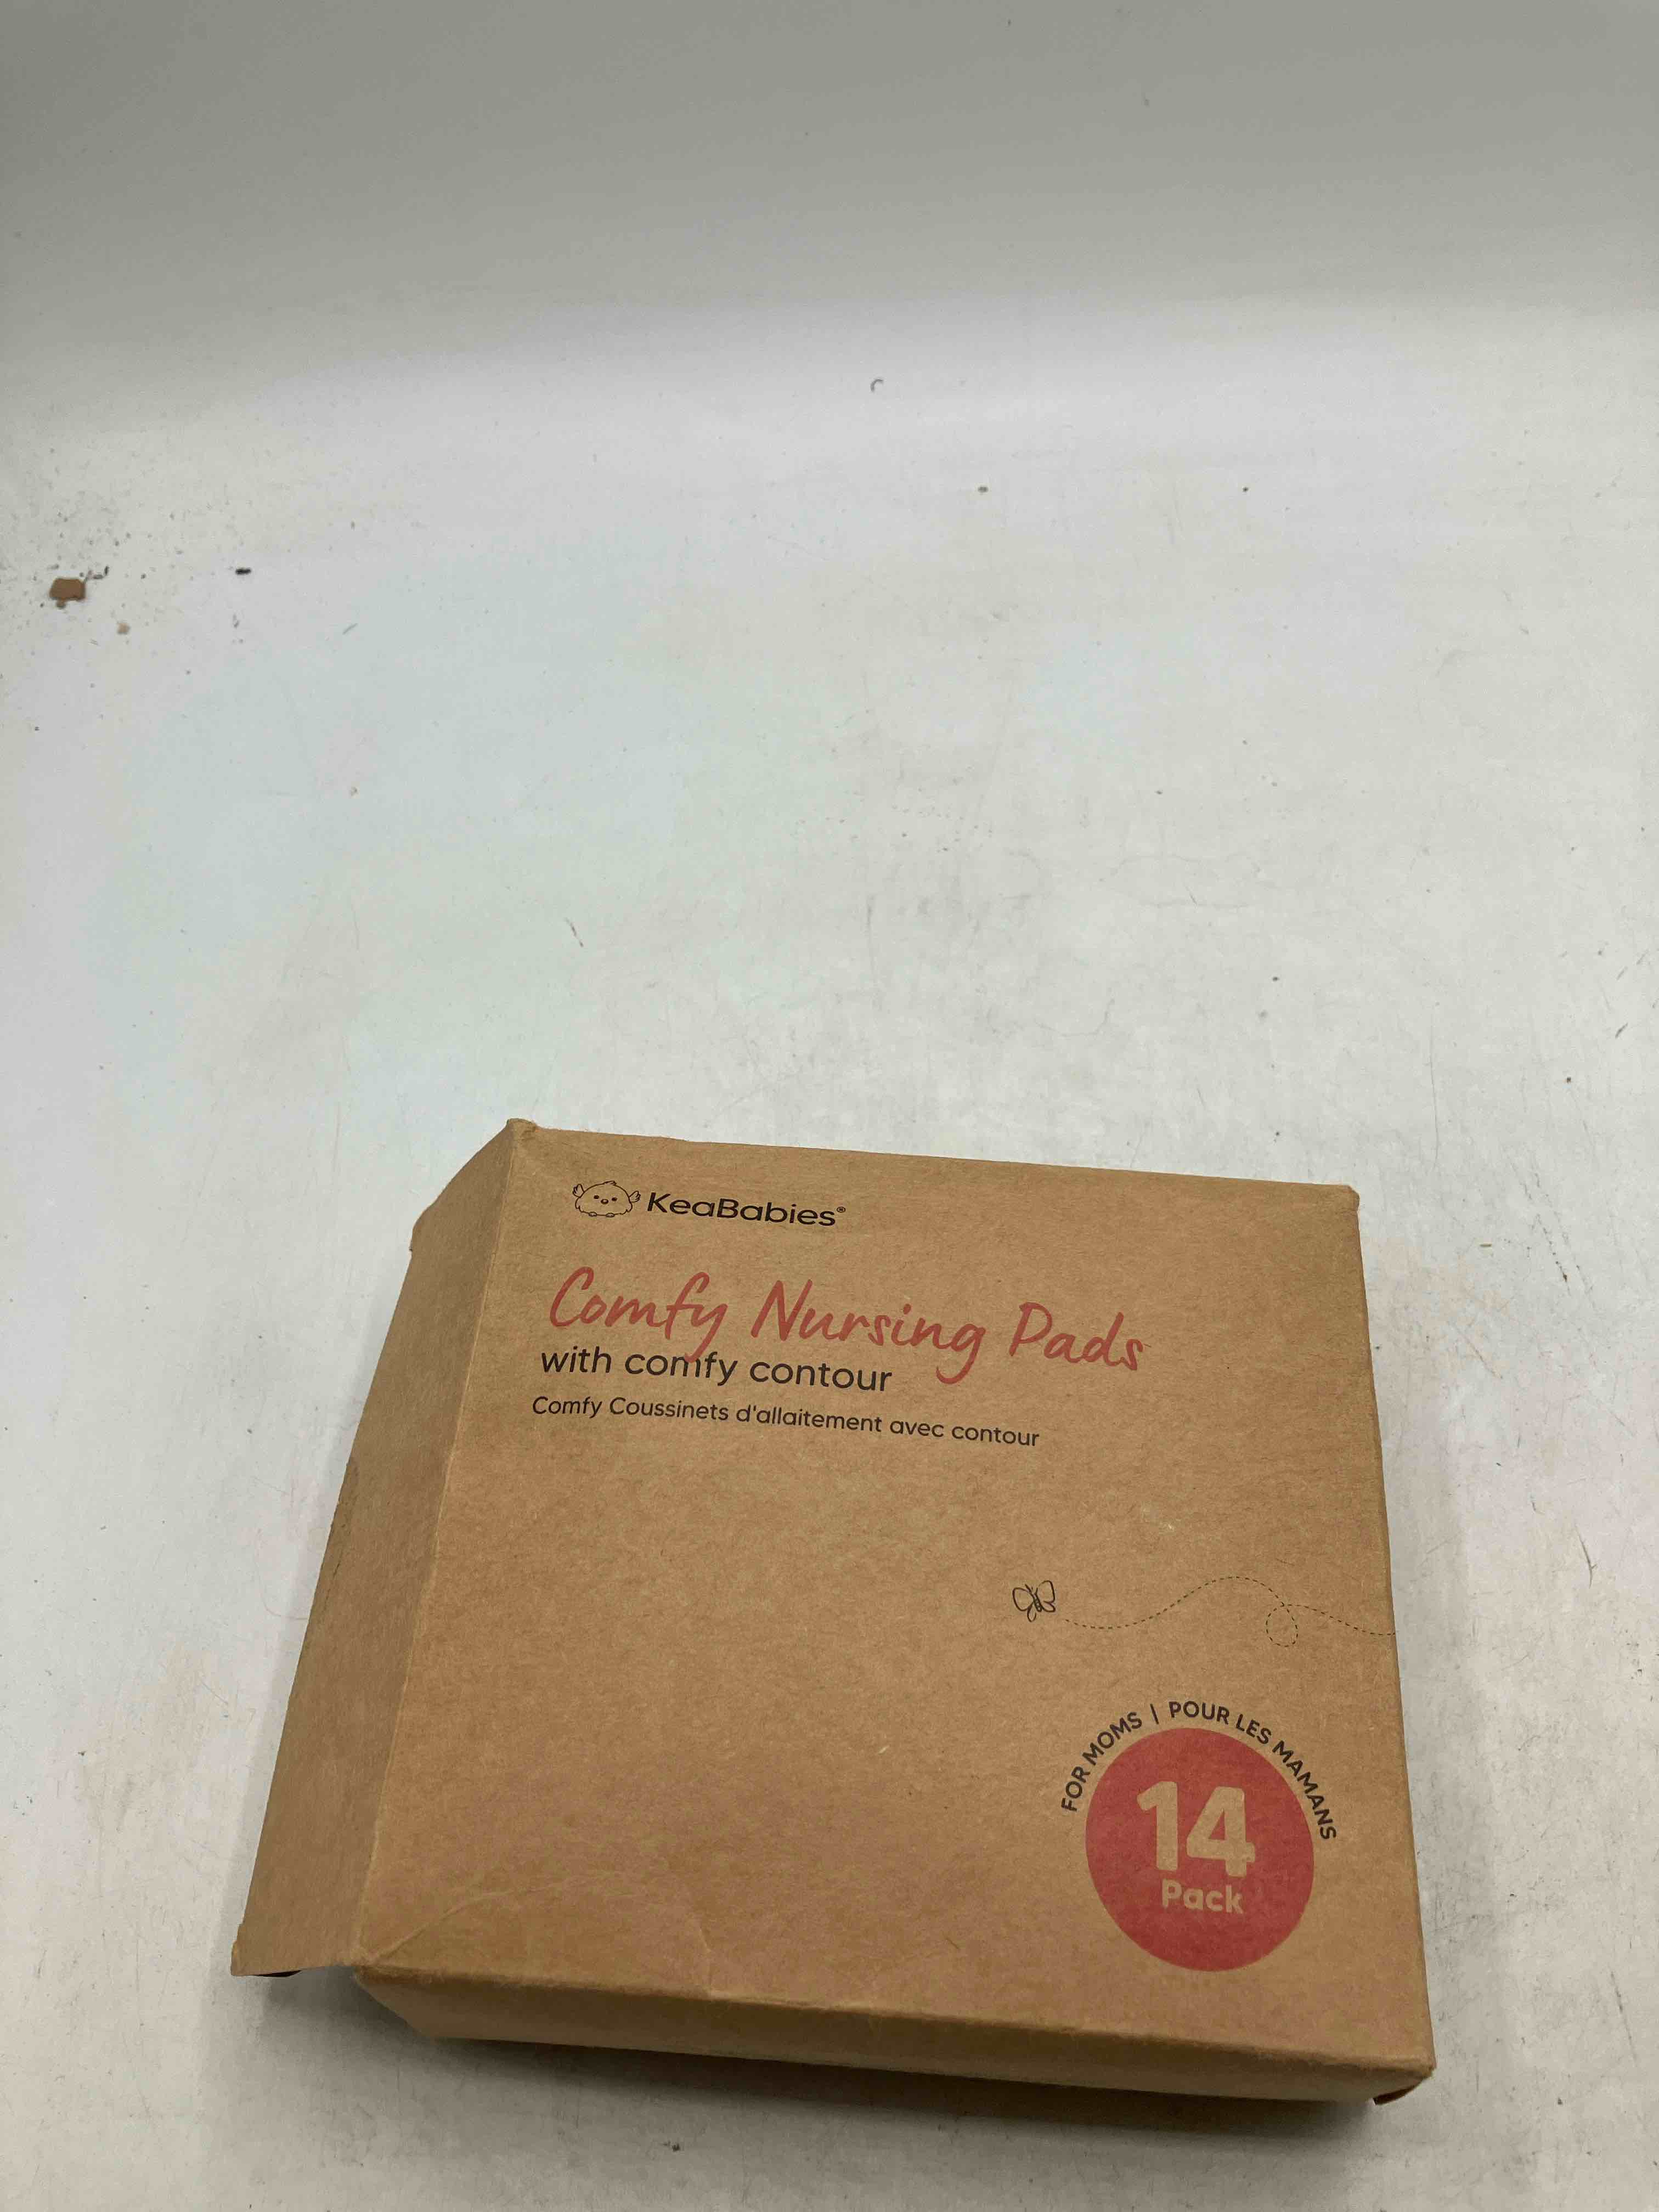 KeaBabies®
Comfy Nursing Pads
with comfy contour
Comfy Coussinets d'allaitement avec contour
FOR MOMS | POUR LES MAMANS
14
Pack